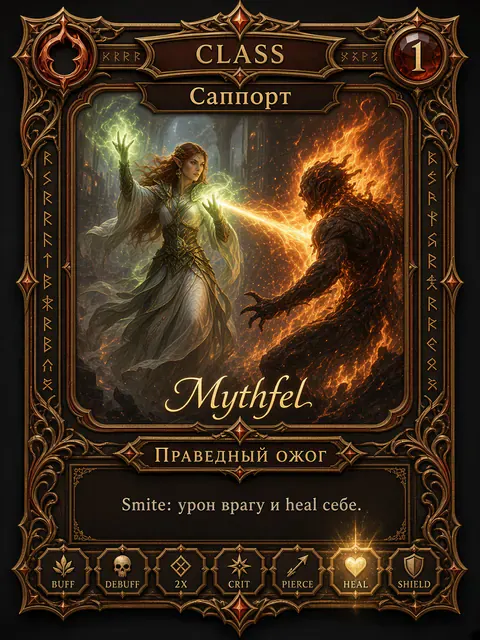 CLASS
1
Саппорт
Mythfel
Праведный ожог
Smite: урон врагу и heal себе.
BUFF
DEBUFF
2X
CRIT
PIERCE
HEAL
SHIELD